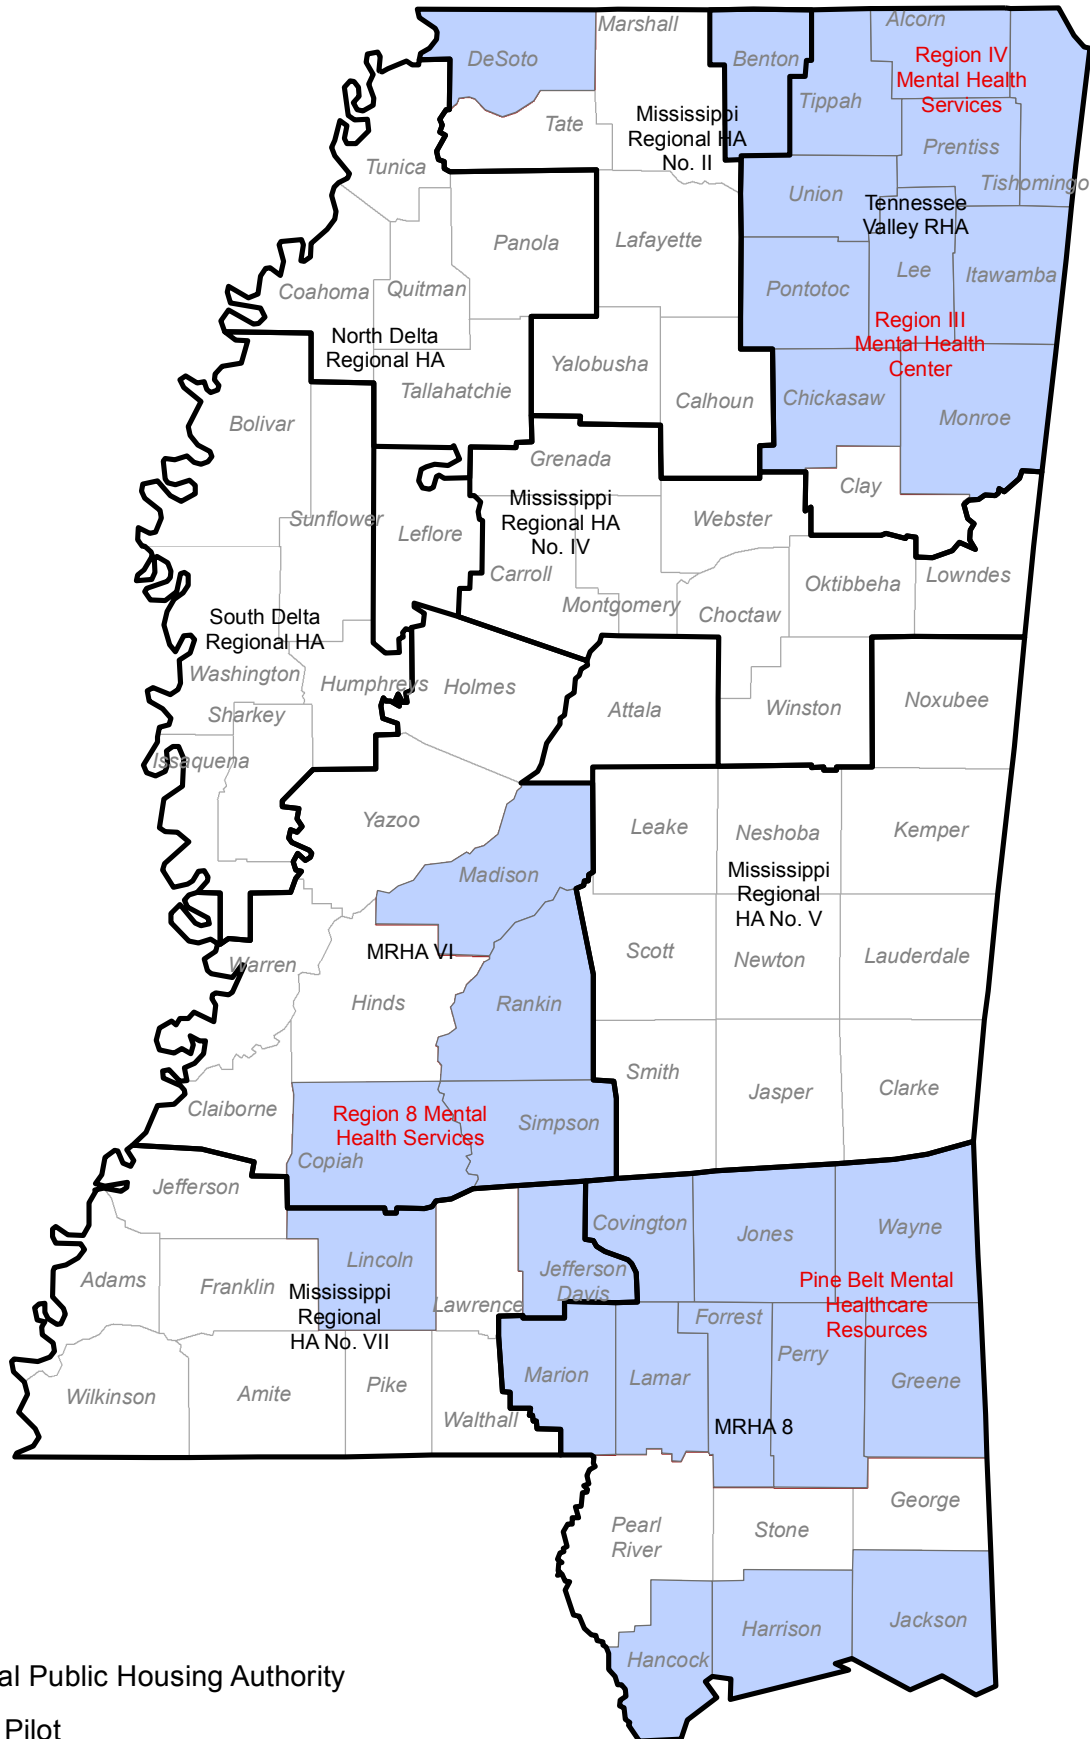 Marshall
Alcorn
DeSoto
Benton
Region IV
Mental Health
Services
Tippah
Mississippi
Regional HA
No. II
Tate
Prentiss
Tunica
Tishomingo
Union
Tennessee
Valley RHA
Panola
Lafayette
Lee
Itawamba
Coahoma
Quitman
Pontotoc
North Delta
Regional HA
Region III
Mental Health
Center
Yalobusha
Tallahatchie
Calhoun
Chickasaw
Monroe
Bolivar
Grenada
Clay
Mississippi
Regional HA
No. IV
Sunflower
Leflore
Webster
Carroll
Montgomery
Choctaw
Oktibbeha
Lowndes
South Delta
Regional HA
Washington
Humphreys
Holmes
Sharkey
Attala
Winston
Noxubee
Issaquena
Yazoo
Leake
Neshoba
Kemper
Madison
Mississippi
Regional
HA No. V
MRHA VI
Warren
Scott
Newton
Lauderdale
Hinds
Rankin
Smith
Jasper
Clarke
Claiborne
Region 8 Mental
Health Services
Simpson
Copiah
Jefferson
Covington
Jones
Wayne
Adams
Franklin
Lincoln
Jefferson
Davis
Pine Belt Mental
Healthcare
Resources
Mississippi
Regional
HA No. VII
Lawrence
Forrest
Perry
Wilkinson
Amite
Pike
Walthall
Marion
Lamar
Greene
MRHA 8
George
Pearl
River
Stone
Hancock
Harrison
Jackson
al Public Housing Authority
Pilot